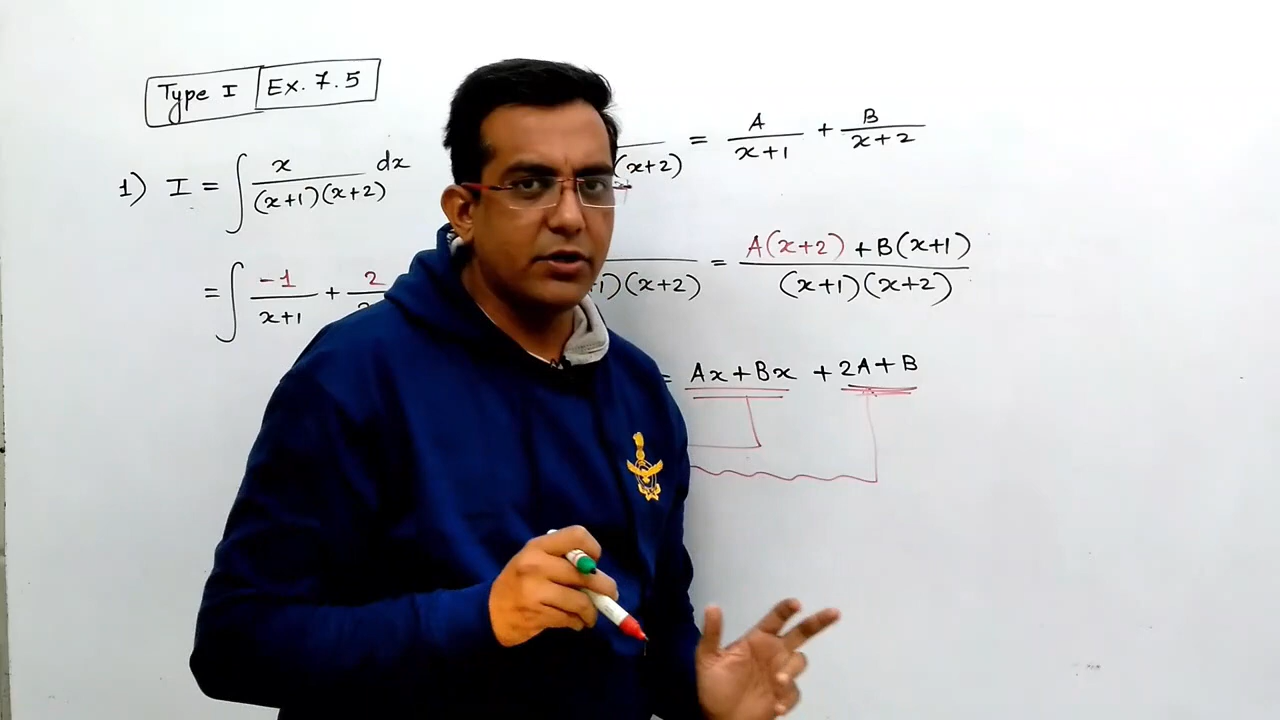 Type I Ex. 7.5
1) I = ∫ x / (x+1)(x+2) dx
(x+2) = A / x+1 + B / x+2
= ∫ -1 / x+1 + 2 /
1)(x+2) = A(x+2) + B(x+1) / (x+1)(x+2)
= Ax + Bx + 2A + B